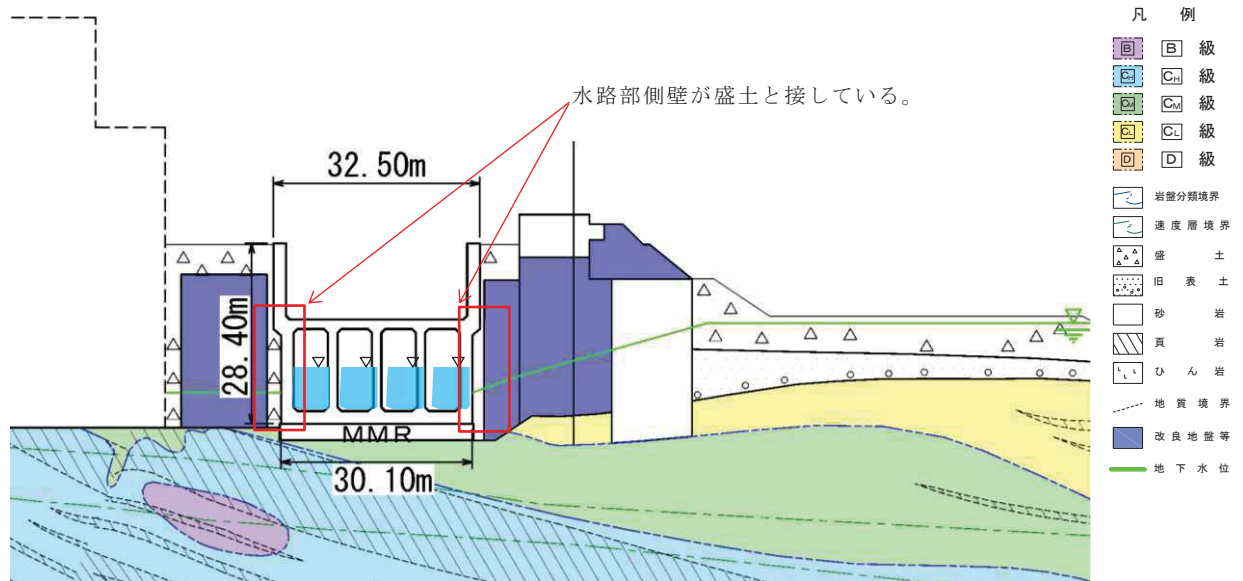 水路部側壁が盛土と接している。
32.50m
28.40m
MMR
30.10m
凡 例
B B 級
CH CH 級
CM CM 級
CL CL 級
D D 級
岩盤分類境界
速度層境界
盛 土
旧 表 土
砂 岩
頁 岩
ひ ん 岩
地 質 境 界
改 良 地 盤 等
地 下 水 位